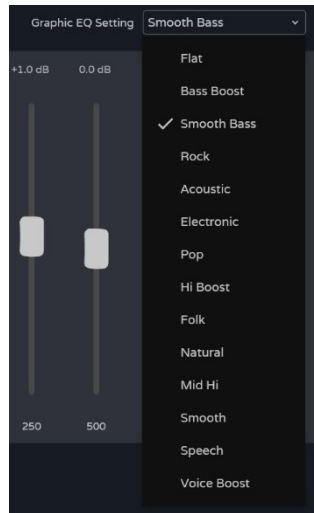 Graphic EQ Setting Smooth Bass
+1.0 dB 0.0 dB
250 500
Flat
Bass Boost
Smooth Bass
Rock
Acoustic
Electronic
Pop
Hi Boost
Folk
Natural
Mid Hi
Smooth
Speech
Voice Boost